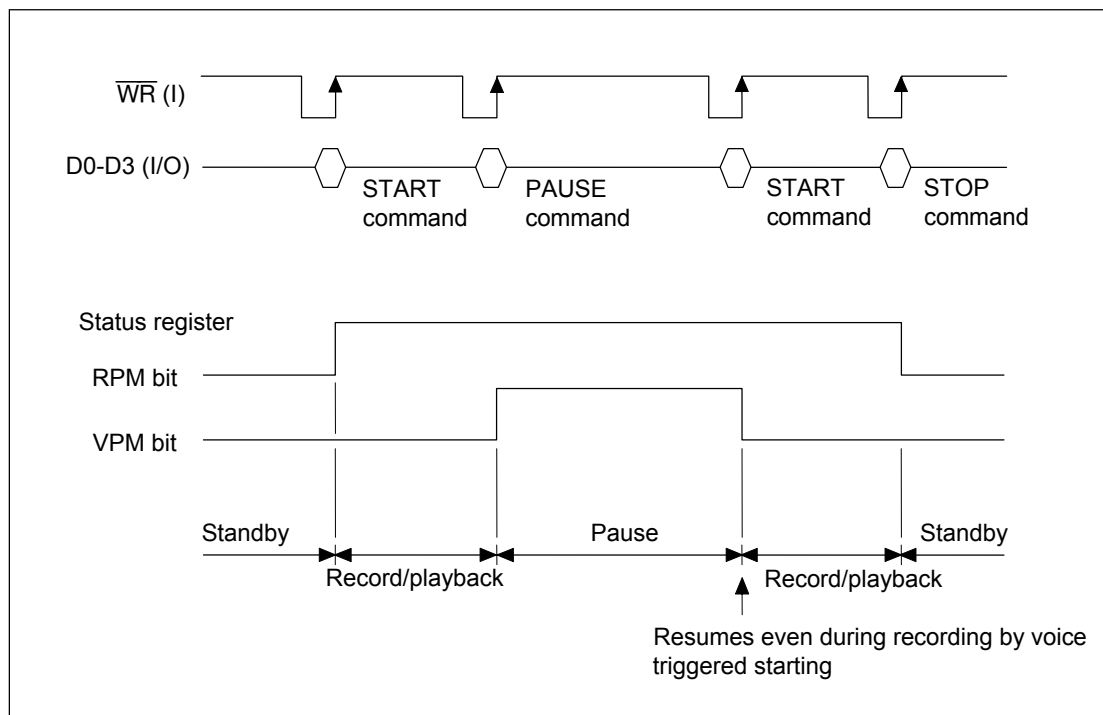 W̅R̅ (I)
D0-D3 (I/O)
START
command
PAUSE
command
START
command
STOP
command
Status register
RPM bit
VPM bit
Standby
Pause
Standby
Record/playback
Record/playback
Resumes even during recording by voice
triggered starting